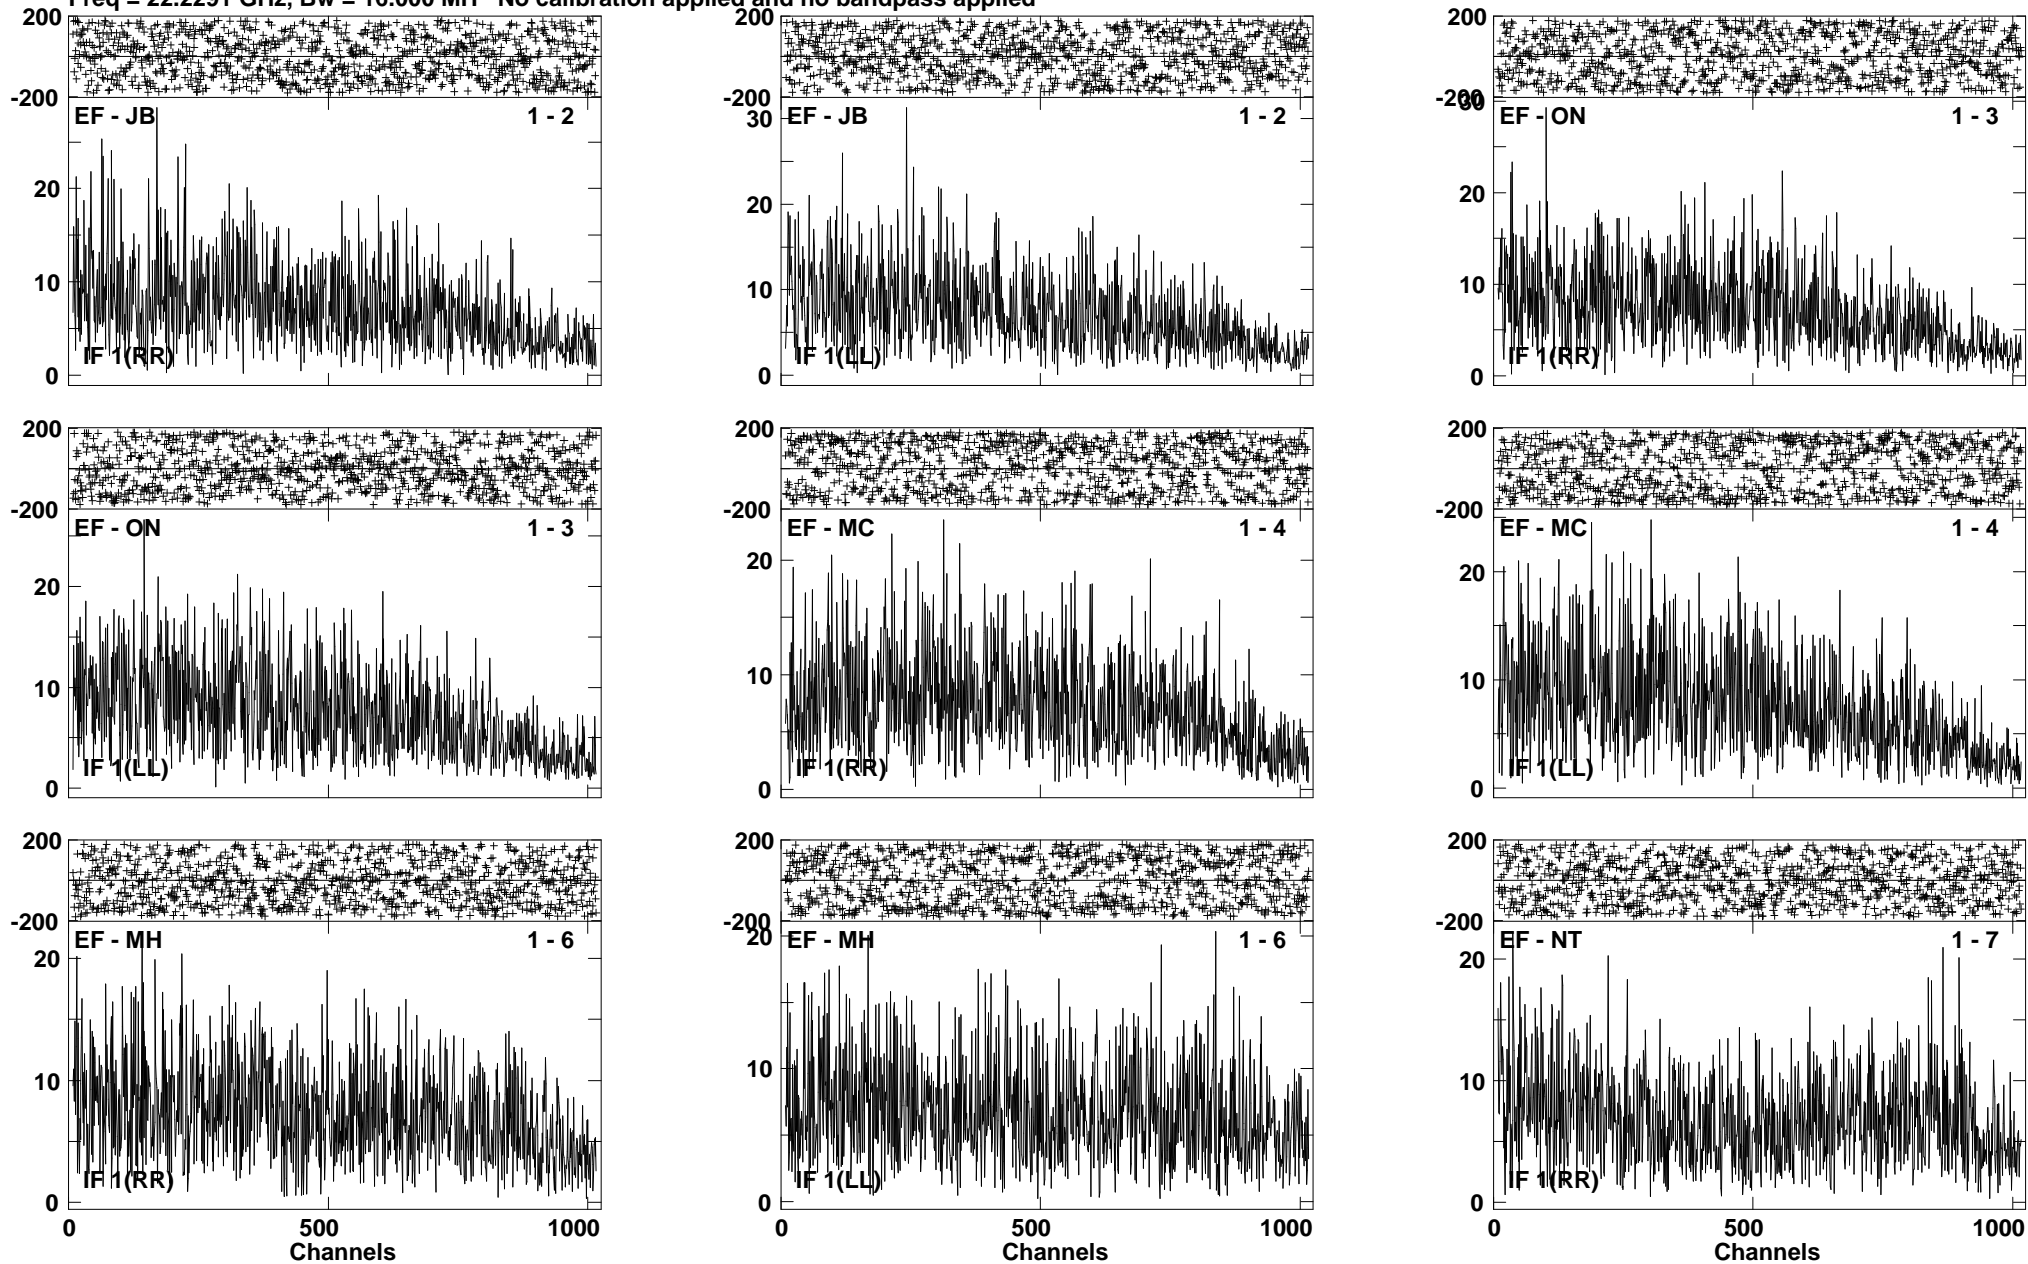 Freq = 22.2291 GHz, Bw = 16.000 MH No calibration applied and no bandpass applied
200 200 200
-200 -200 -200
30
EF - JB 1 - 2 EF - JB 1 - 2 EF - ON 1 - 3
30
20 20 20
10 10 10
IF 1(RR) IF 1(LL) IF 1(RR)
0 0 0
200 200 200
-200 -200 -200
EF - ON 1 - 3 EF - MC 1 - 4 EF - MC 1 - 4
20 20 20
10 10 10
IF 1(LL) IF 1(RR) IF 1(LL)
0 0 0
200 200 200
-200 -200 -200
EF - MH 1 - 6 EF - MH 1 - 6 EF - NT 1 - 7
20 20 20
10 10 10
IF 1(RR) IF 1(LL) IF 1(RR)
0 0 0
0 500 1000 0 500 1000 0 500 1000
Channels Channels Channels